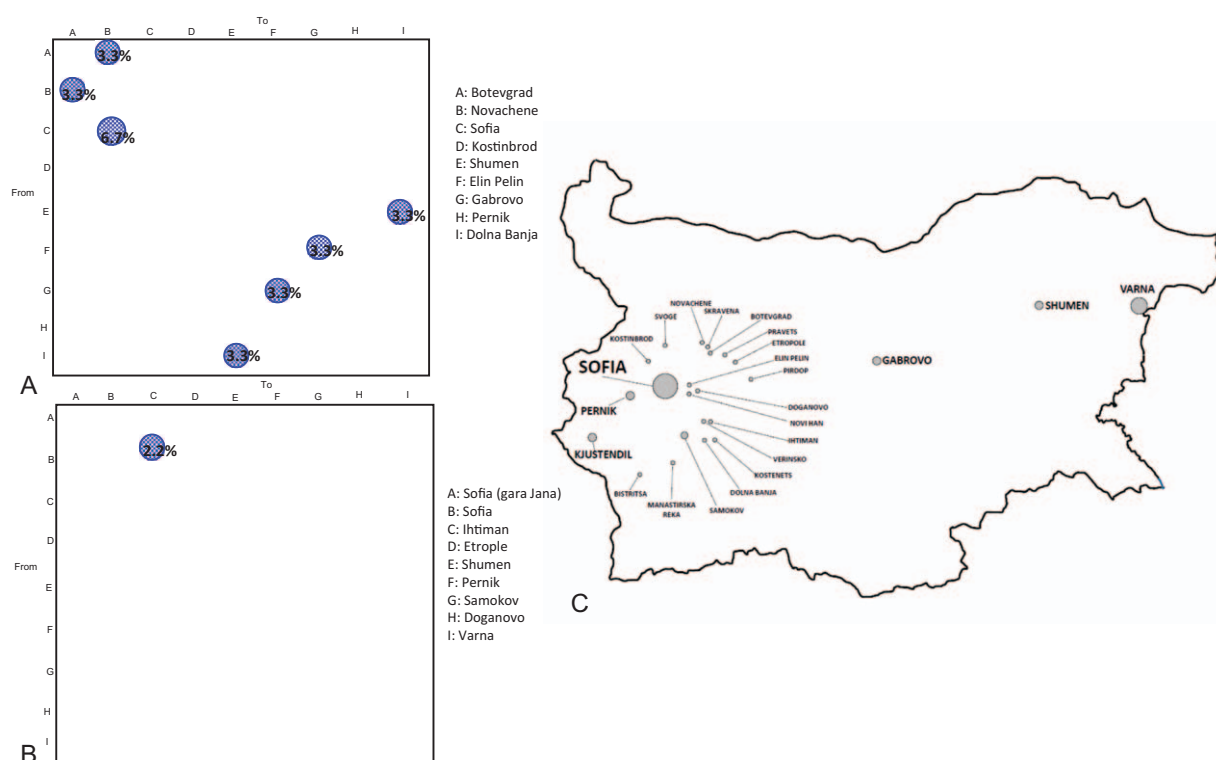 To
A B C D E F G H I
A 3.3%
B 3.3%
C 6.7%
D
From
E 3.3%
F 3.3%
G 3.3%
H
I 3.3%
A
A: Botevgrad
B: Novachene
C: Sofia
D: Kostinbrod
E: Shumen
F: Elin Pelin
G: Gabrovo
H: Pernik
I: Dolna Banja
To
A B C D E F G H I
A
B 2.2%
C
D
From
E
F
G
H
I
B
A: Sofia (gara Jana)
B: Sofia
C: Ihtiman
D: Etrople
E: Shumen
F: Pernik
G: Samokov
H: Doganovo
I: Varna
VARNA
SHUMEN
GABROVO
NOVACHENE
SKRAVENA
SVOGE
BOTEVGRAD
PRAVETS
KOSTINBROD
ETROPOLE
ELIN PELIN
SOFIA
PIRDOP
PERNIK
DOGANOVO
NOVI HAN
IHTIMAN
KJUSTENDIL
VERINSKO
KOSTENETS
BISTRITSA
DOLNA BANJA
MANASTIRSKA
REKA
SAMOKOV
C